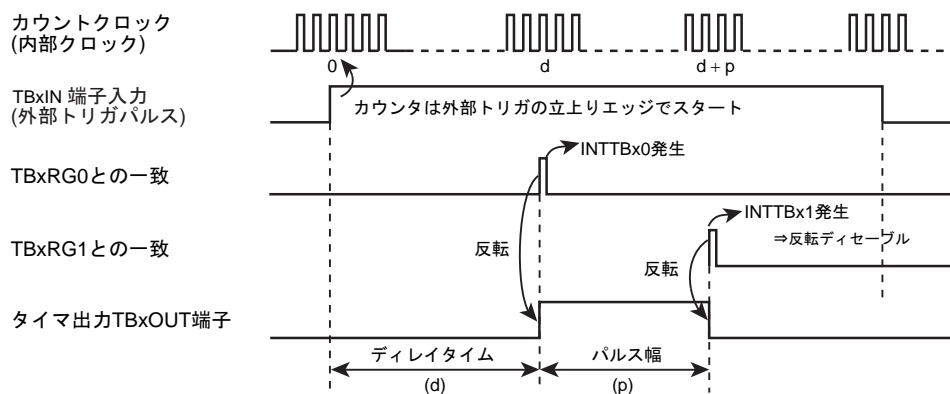 カウントクロック
(内部クロック)
0
d
d + p
TBxIN 端子入力
(外部トリガパルス)
カウンタは外部トリガの立上りエッジでスタート
INTTBx0発生
TBxRG0との一致
INTTBx1発生
TBxRG1との一致
反転
反転
⇒反転ディセーブル
タイマ出力TBxOUT端子
ディレイタイム
(d)
パルス幅
(p)